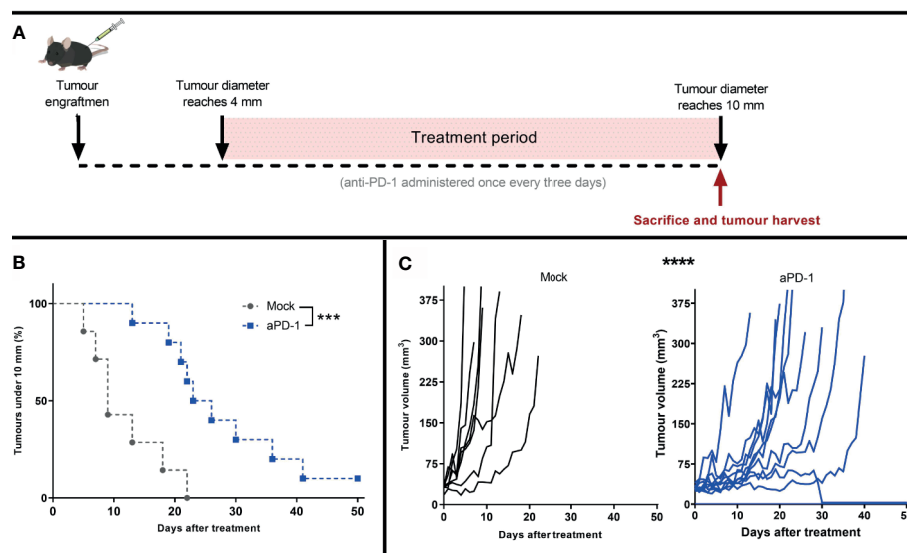 A
Tumour
engraftmen
t
Tumour diameter
reaches 4 mm
Tumour diameter
reaches 10 mm
Treatment period
(anti-PD-1 administered once every three days)
Sacrifice and tumour harvest
B
Tumours under 10 mm (%)
100
50
0
0 10 20 30 40 50
Days after treatment
Mock
aPD-1
***
C
****
Mock
Tumour volume (mm³)
375
300
225
150
75
0
0 10 20 30 40 50
Days after treatment
aPD-1
Tumour volume (mm³)
375
300
225
150
75
0
0 10 20 30 40 50
Days after treatment